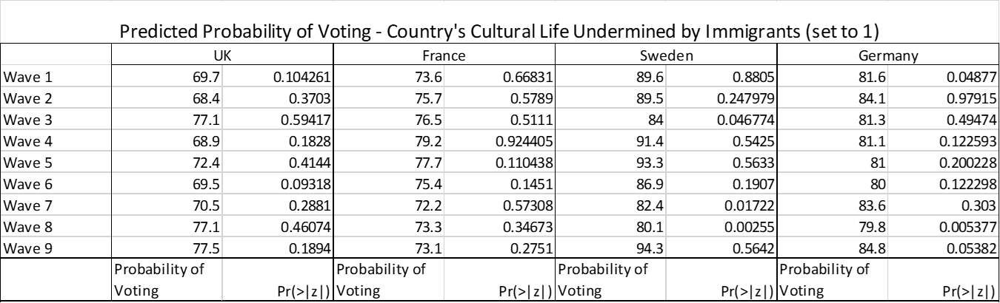 Predicted Probability of Voting - Country's Cultural Life Undermined by Immigrants (set to 1)
UK France Sweden Germany
Wave 1 69.7 0.104261 73.6 0.66831 89.6 0.8805 81.6 0.04877
Wave 2 68.4 0.3703 75.7 0.5789 89.5 0.247979 84.1 0.97915
Wave 3 77.1 0.59417 76.5 0.5111 84 0.046774 81.3 0.49474
Wave 4 68.9 0.1828 79.2 0.924405 91.4 0.5425 81.1 0.122593
Wave 5 72.4 0.4144 77.7 0.110438 93.3 0.5633 81 0.200228
Wave 6 69.5 0.09318 75.4 0.1451 86.9 0.1907 80 0.122298
Wave 7 70.5 0.2881 72.2 0.57308 82.4 0.01722 83.6 0.303
Wave 8 77.1 0.46074 73.3 0.34673 80.1 0.00255 79.8 0.005377
Wave 9 77.5 0.1894 73.1 0.2751 94.3 0.5642 84.8 0.05382
Probability of Probability of Probability of Probability of
Voting Pr(>|z|) Voting Pr(>|z|) Voting Pr(>|z|) Voting Pr(>|z|)